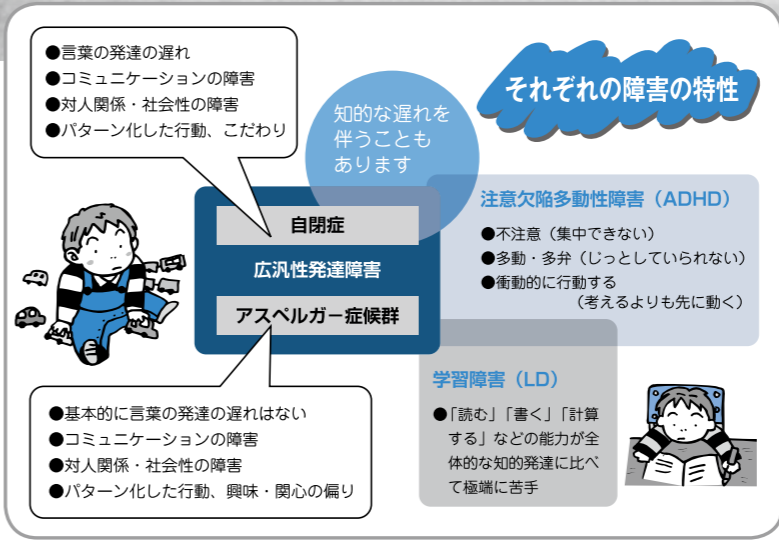 それぞれの障害の特性
●言葉の発達の遅れ
●コミュニケーションの障害
●対人関係・社会性の障害
●パターン化した行動、こだわり
知的な遅れを
伴うことも
あります
自閉症
広汎性発達障害
アスペルガー症候群
●基本的に言葉の発達の遅れはない
●コミュニケーションの障害
●対人関係・社会性の障害
●パターン化した行動、興味・関心の偏り
注意欠陥多動性障害（ADHD）
●不注意（集中できない）
●多動・多弁（じっとしていられない）
●衝動的に行動する
（考えるよりも先に動く）
学習障害（LD）
●「読む」「書く」「計算
する」などの能力が全
体的な知的発達に比べ
て極端に苦手